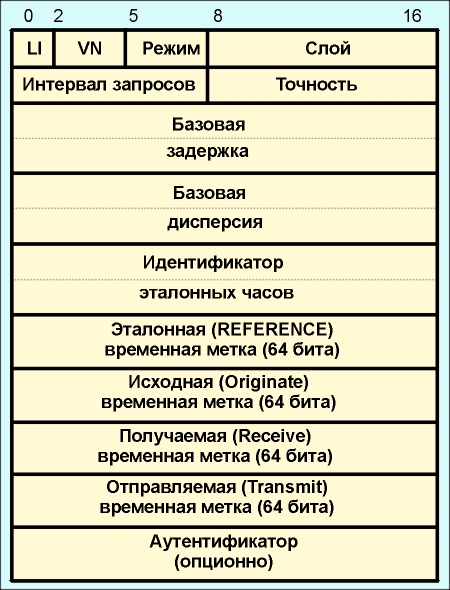 0 2 5 8 16
LI VN Режим Слой
Интервал запросов Точность
Базовая
задержка
Базовая
дисперсия
Идентификатор
эталонных часов
Эталонная (REFERENCE)
временная метка (64 бита)
Исходная (Originate)
временная метка (64 бита)
Получаемая (Receive)
временная метка (64 бита)
Отправляемая (Transmit)
временная метка (64 бита)
Аутентификатор
(опционо)